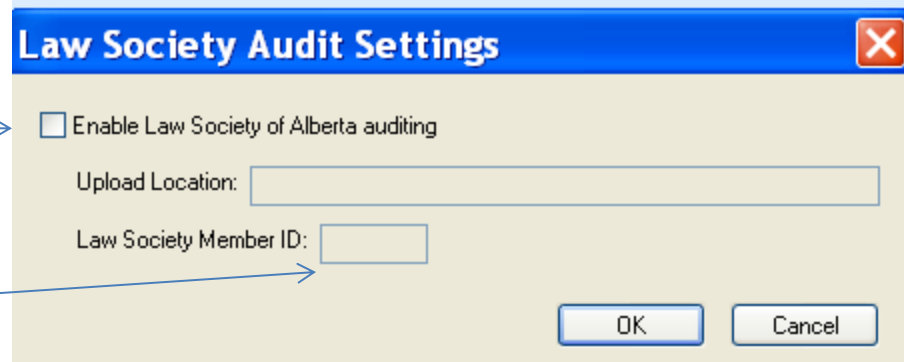 Law Society Audit Settings
Enable Law Society of Alberta auditing
Upload Location:
Law Society Member ID:
OK Cancel